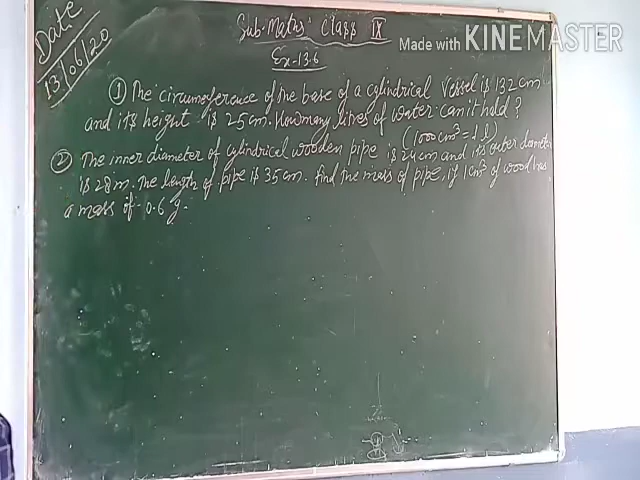 Date
13/06/20
Sub-Maths Class IX
Made with KINEMASTER
Ex-13.6
① The circumference of the base of a cylindrical vessel is 132 cm
and its height is 25 cm. How many litres of water can it hold?
(1000 cm³ = 1 l)
② The inner diameter of cylindrical wooden pipe is 24 cm and its outer diameter
is 28 m. The length of pipe is 35 cm. Find the mass of pipe, if 1 cm³ of wood has
a mass of 0.6 g.